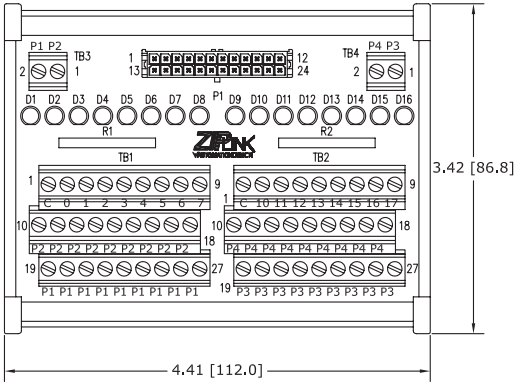 P1 P2 TB3 TB4 P4 P3
2 1 1 12 2 1
13 24
P1
D1 D2 D3 D4 D5 D6 D7 D8 D9 D10 D11 D12 D13 D14 D15 D16
R1 ZIPLINK R2
TB1 TB2
3.42 [86.8]
1 9 1 9
C 0 1 2 3 4 5 6 7 C 10 11 12 13 14 15 16 17
10 18 10 18
P2 P2 P2 P2 P2 P2 P2 P2 P4 P4 P4 P4 P4 P4 P4 P4
19 27 19 27
P1 P1 P1 P1 P1 P1 P1 P1 P3 P3 P3 P3 P3 P3 P3 P3
4.41 [112.0]